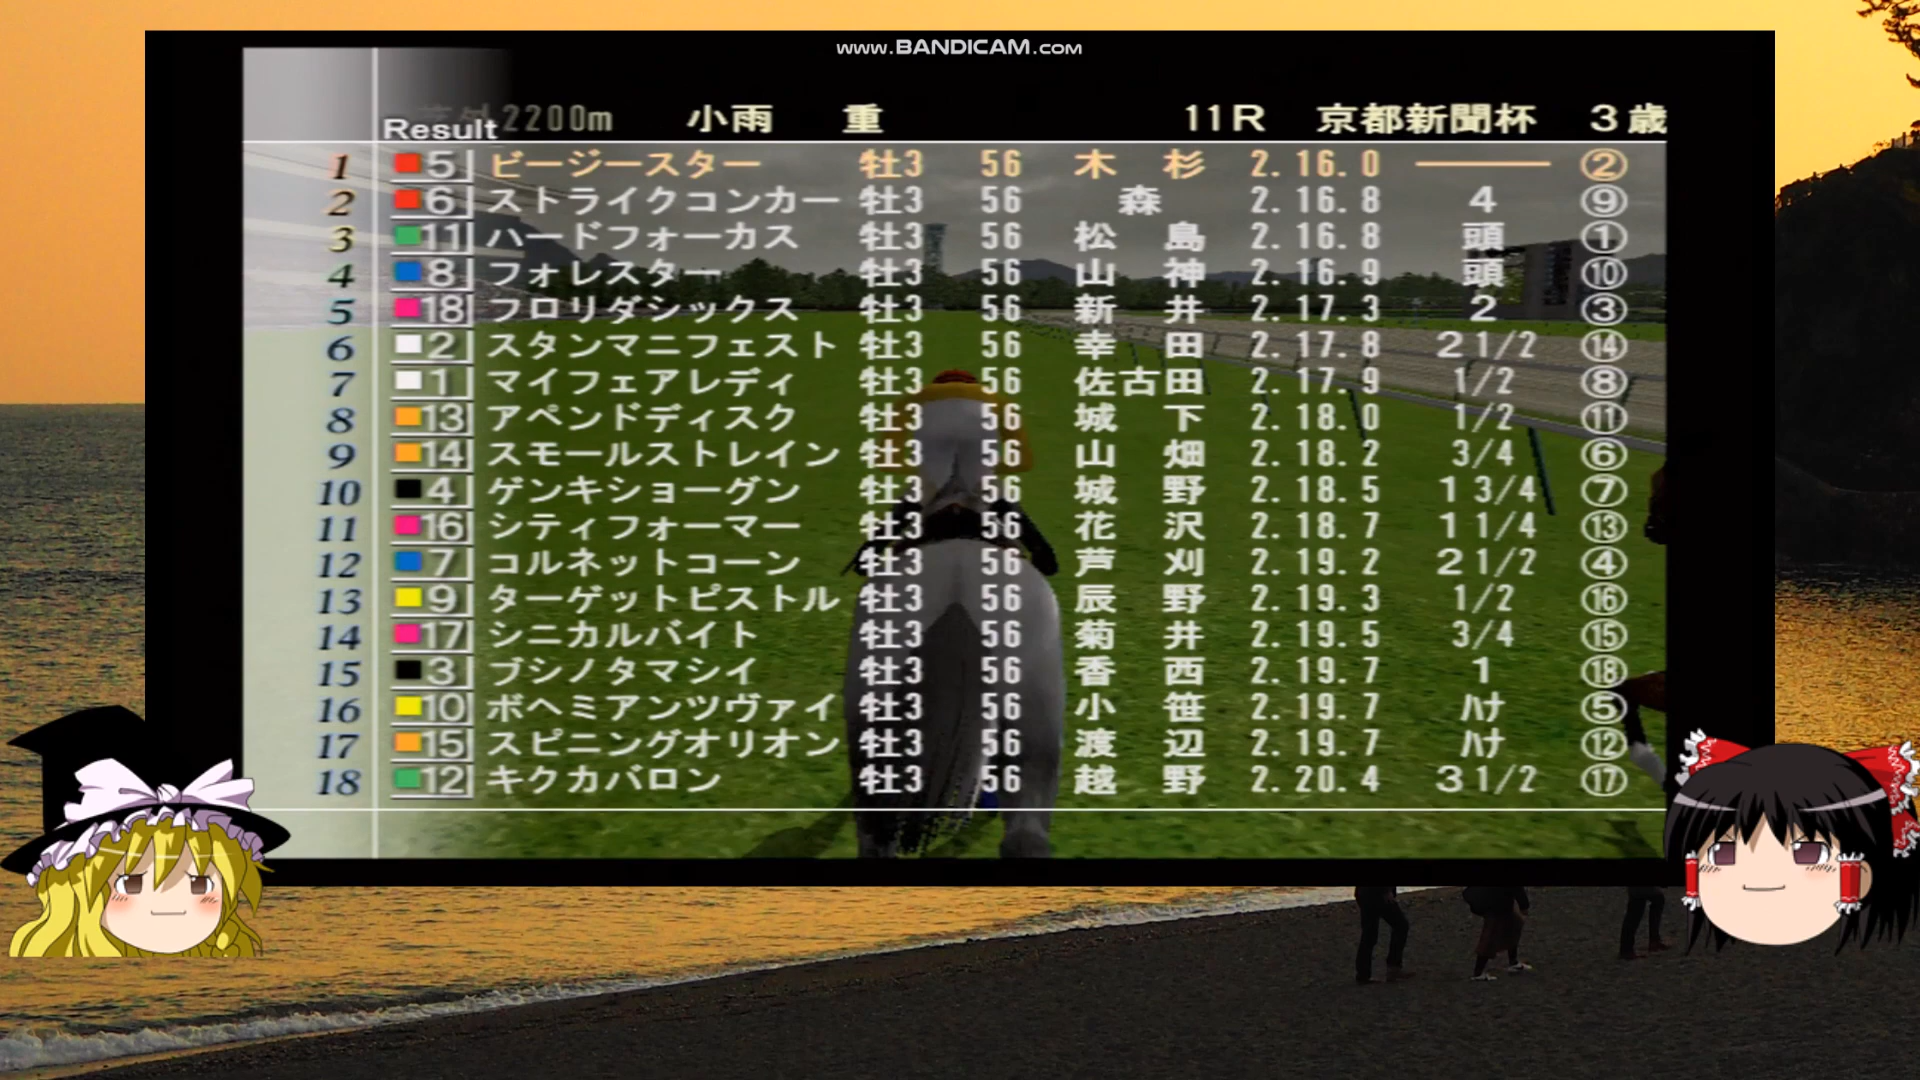 www.BANDICAM.com
2200m 小雨 重 11R 京都新聞杯 3歳
Result
1 5 ビージースター 牡3 56 木杉 2.16.0 ――― ②
2 6 ストライクコンカー 牡3 56 森 2.16.8 4 ⑨
3 11 ハードフォーカス 牡3 56 松島 2.16.8 頭 ①
4 8 フォレスター 牡3 56 山神 2.16.9 頭 ⑩
5 18 フロリダシックス 牡3 56 新井 2.17.3 2 ③
6 2 スタンマニフェスト 牡3 56 幸田 2.17.8 2 1/2 ⑭
7 1 マイフェアレディ 牡3 56 佐古田 2.17.9 1/2 ⑧
8 13 アペンドディスク 牡3 56 城下 2.18.0 1/2 ⑪
9 14 スモールストレイン 牡3 56 山畑 2.18.2 3/4 ⑥
10 4 ゲンキショーグン 牡3 56 城野 2.18.5 1 3/4 ⑦
11 16 シティフォーマー 牡3 56 花沢 2.18.7 1 1/4 ⑬
12 7 コルネットコーン 牡3 56 芦刈 2.19.2 2 1/2 ④
13 9 ターゲットピストル 牡3 56 辰野 2.19.3 1/2 ⑯
14 17 シニカルバイト 牡3 56 菊井 2.19.5 3/4 ⑮
15 3 ブシノタマシイ 牡3 56 香西 2.19.7 1 ⑱
16 10 ボヘミアンツヴァイ 牡3 56 小笹 2.19.7 ハナ ⑤
17 15 スピニングオリオン 牡3 56 渡辺 2.19.7 ハナ ⑫
18 12 キクカバロン 牡3 56 越野 2.20.4 3 1/2 ⑰